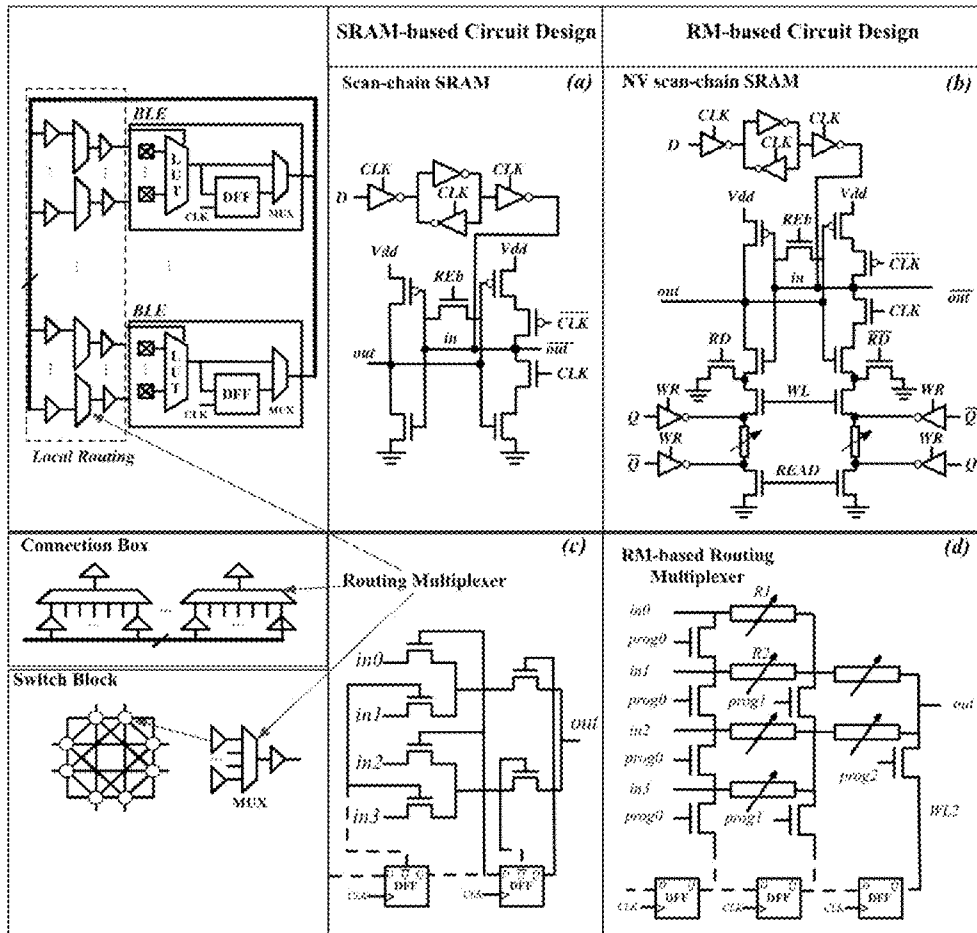 SRAM-based Circuit Design
RM-based Circuit Design
BLE
LUT
DFF
CLK
MUX
BLE
LUT
DFF
CLK
MUX
Local Routing
Scan-chain SRAM
(a)
CLK
D
CLK
CLK
Vdd
REb
Vdd
in
CLK
out
out
CLK
NV scan-chain SRAM
(b)
CLK
D
CLK
CLK
Vdd
REb
Vdd
CLK
in
out
out
CLK
RD
RD
WR
WL
WR
Q
Q
WR
WR
Q
READ
Q
Connection Box
...
...
...
Switch Block
MUX
(c)
Routing Multiplexer
in0
in1
in2
in3
out
DFF
CLK
DFF
CLK
RM-based Routing
Multiplexer
(d)
R1
in0
prog0
R2
in1
prog0
prog1
out
in2
prog0
prog2
in3
prog0
prog1
WL2
DFF
CLK
DFF
CLK
DFF
CLK